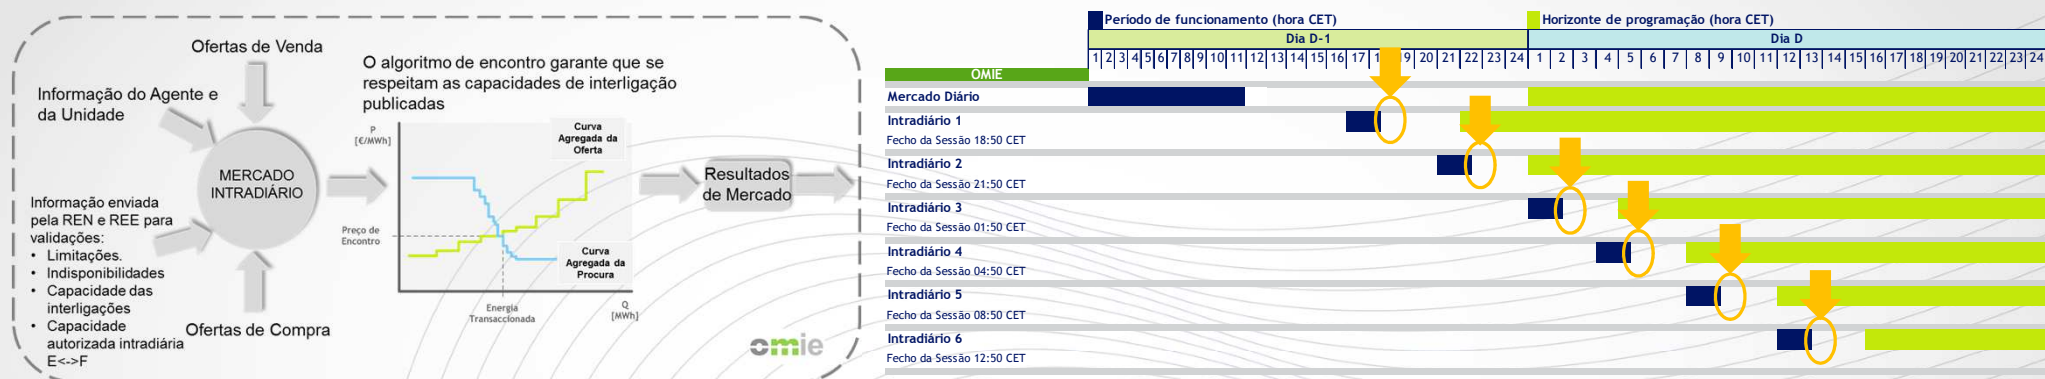 Ofertas de Venda
Informação do Agente e
da Unidade
MERCADO
INTRADIÁRIO
Informação enviada
pela REN e REE para
validações:
• Limitações.
• Indisponibilidades
• Capacidade das
interligações
• Capacidade
autorizada intradiária
E<->F
Ofertas de Compra
O algoritmo de encontro garante que se
respeitam as capacidades de interligação
publicadas
P
[€/MWh]
Curva
Agregada da
Oferta
Preço de
Encontro
Curva
Agregada da
Procura
Energia
Transaccionada
Q
[MWh]
Resultados
de Mercado
omie
Período de funcionamento (hora CET)
Horizonte de programação (hora CET)
Dia D-1
Dia D
1 2 3 4 5 6 7 8 9 10 11 12 13 14 15 16 17 1 9 20 21 22 23 24 1 2 3 4 5 6 7 8 9 10 11 12 13 14 15 16 17 18 19 20 21 22 23 24
OMIE
Mercado Diário
Intradiário 1
Fecho da Sessão 18:50 CET
Intradiário 2
Fecho da Sessão 21:50 CET
Intradiário 3
Fecho da Sessão 01:50 CET
Intradiário 4
Fecho da Sessão 04:50 CET
Intradiário 5
Fecho da Sessão 08:50 CET
Intradiário 6
Fecho da Sessão 12:50 CET